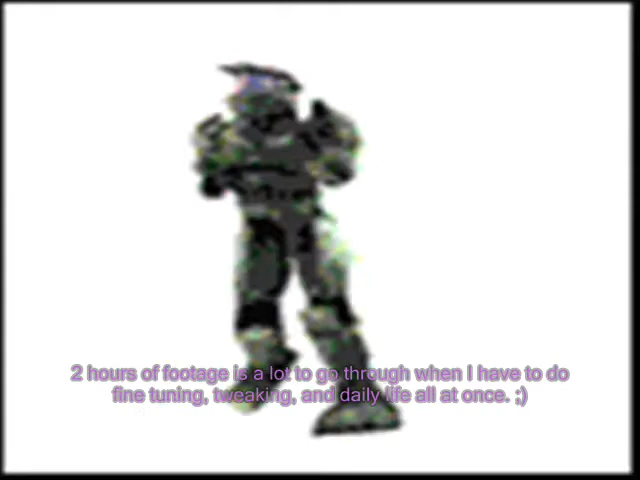 2 hours of footage is a lot to go through when I have to do
fine tuning, tweaking, and daily life all at once. ;)